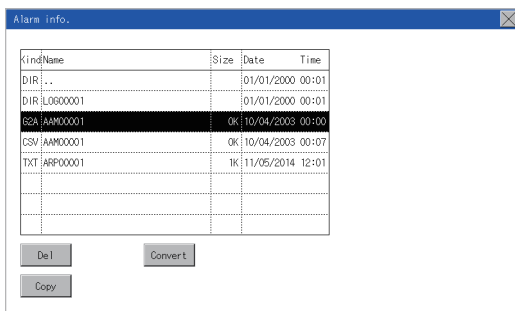 Alarm info.
Kind Name Size Date Time
DIR .. 01/01/2000 00:01
DIR LOG00001 01/01/2000 00:01
G2A AAM00001 0K 10/04/2003 00:00
CSV AAM00001 0K 10/04/2003 00:07
TXT ARP00001 1K 11/05/2014 12:01
Del Convert
Copy